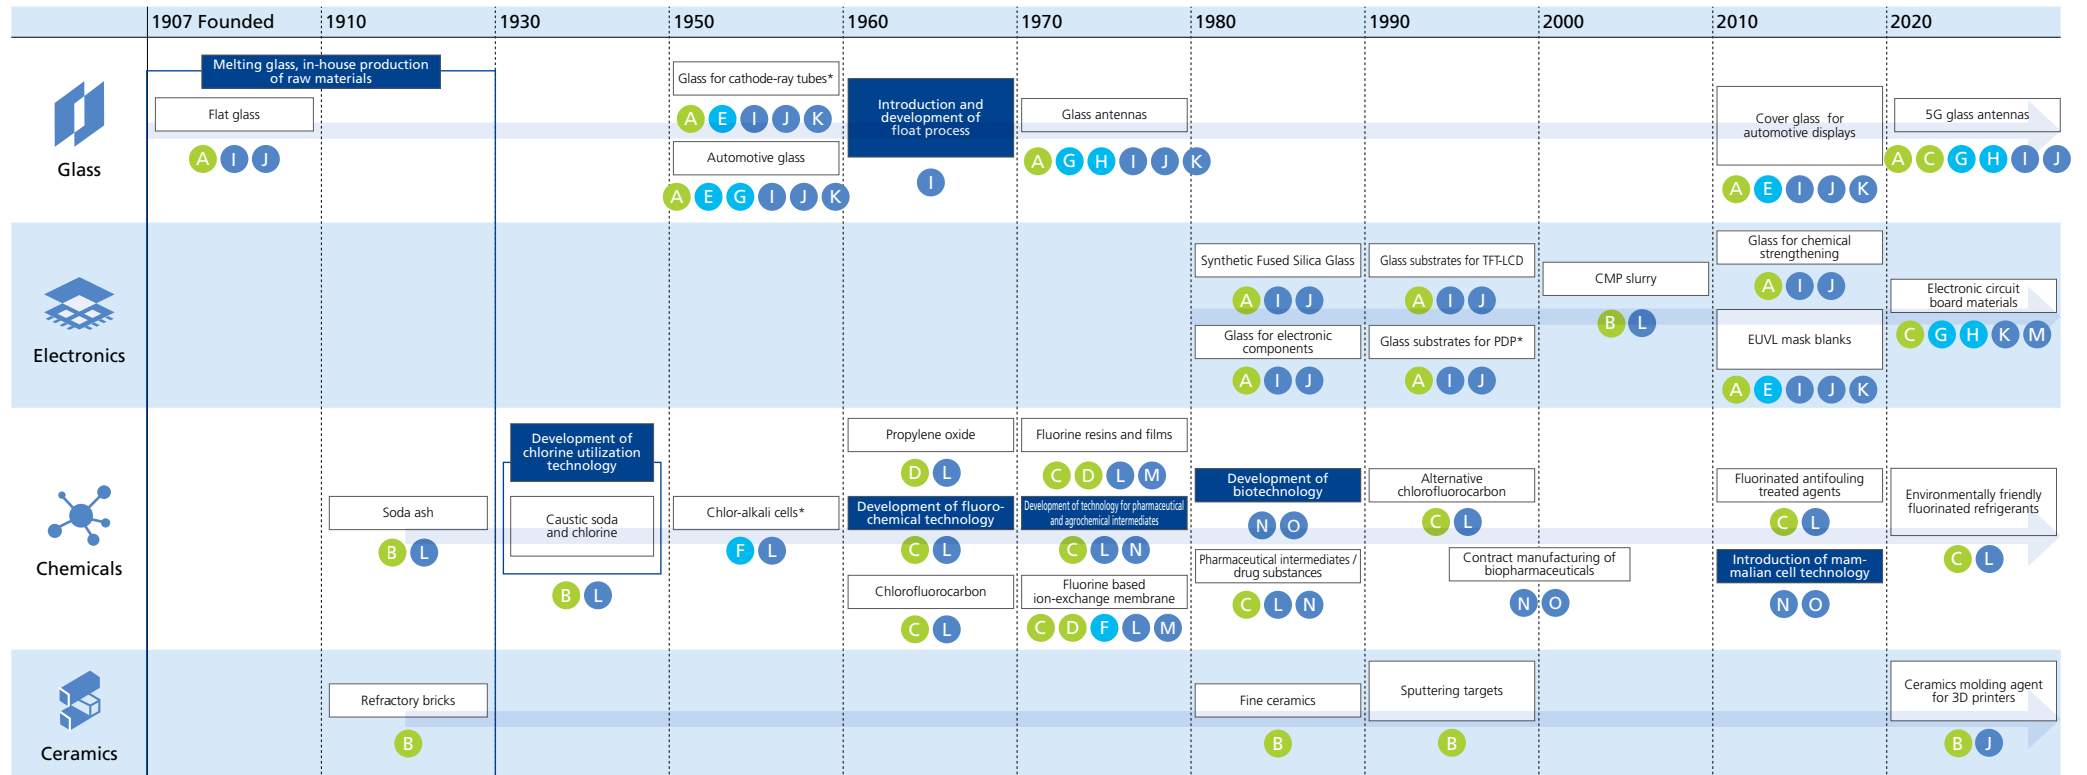 1907 Founded
1910
1930
1950
1960
1970
1980
1990
2000
2010
2020
Glass
Melting glass, in-house production
of raw materials
Flat glass
A I J
Glass for cathode-ray tubes*
A E I J K
Automotive glass
A E G I J K
Introduction and
development of
float process
I
Glass antennas
A G H I J K
Cover glass for
automotive displays
A E I J K
5G glass antennas
A C G H I J
Electronics
Synthetic Fused Silica Glass
A I J
Glass for electronic
components
A I J
Glass substrates for TFT-LCD
A I J
Glass substrates for PDP*
A I J
CMP slurry
B L
Glass for chemical
strengthening
A I J
EUVL mask blanks
A E I J K
Electronic circuit
board materials
C G H K M
Chemicals
Soda ash
B L
Development of
chlorine utilization
technology
Caustic soda
and chlorine
B L
Chlor-alkali cells*
F L
Propylene oxide
D L
Development of fluoro-
chemical technology
C L
Chlorofluorocarbon
C L
Fluorine resins and films
C D L M
Development of technology for pharmaceutical
and agrochemical intermediates
C L N
Fluorine based
ion-exchange membrane
C D F L M
Development of
biotechnology
N O
Pharmaceutical intermediates /
drug substances
C L N
Alternative
chlorofluorocarbon
C L
Contract manufacturing of
biopharmaceuticals
N O
Fluorinated antifouling
treated agents
C L
Introduction of mam-
malian cell technology
N O
Environmentally friendly
fluorinated refrigerants
C L
Ceramics
Refractory bricks
B
Fine ceramics
B
Sputtering targets
B
Ceramics molding agent
for 3D printers
B J